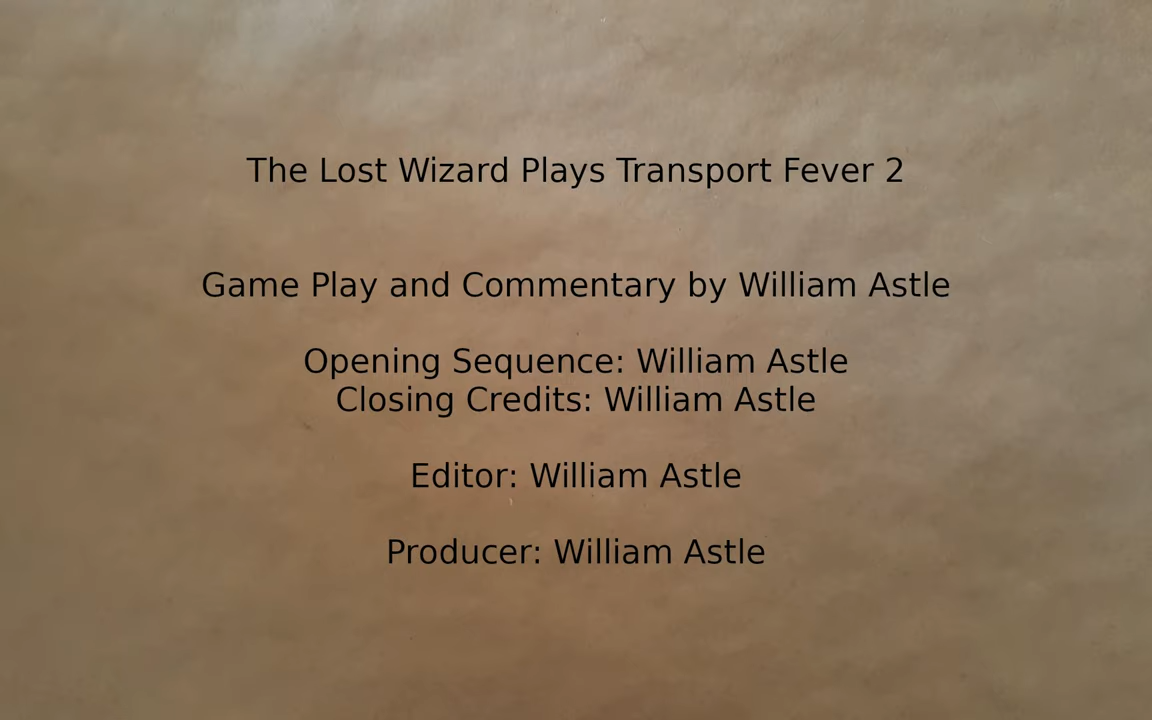 The Lost Wizard Plays Transport Fever 2
Game Play and Commentary by William Astle
Opening Sequence: William Astle
Closing Credits: William Astle
Editor: William Astle
Producer: William Astle